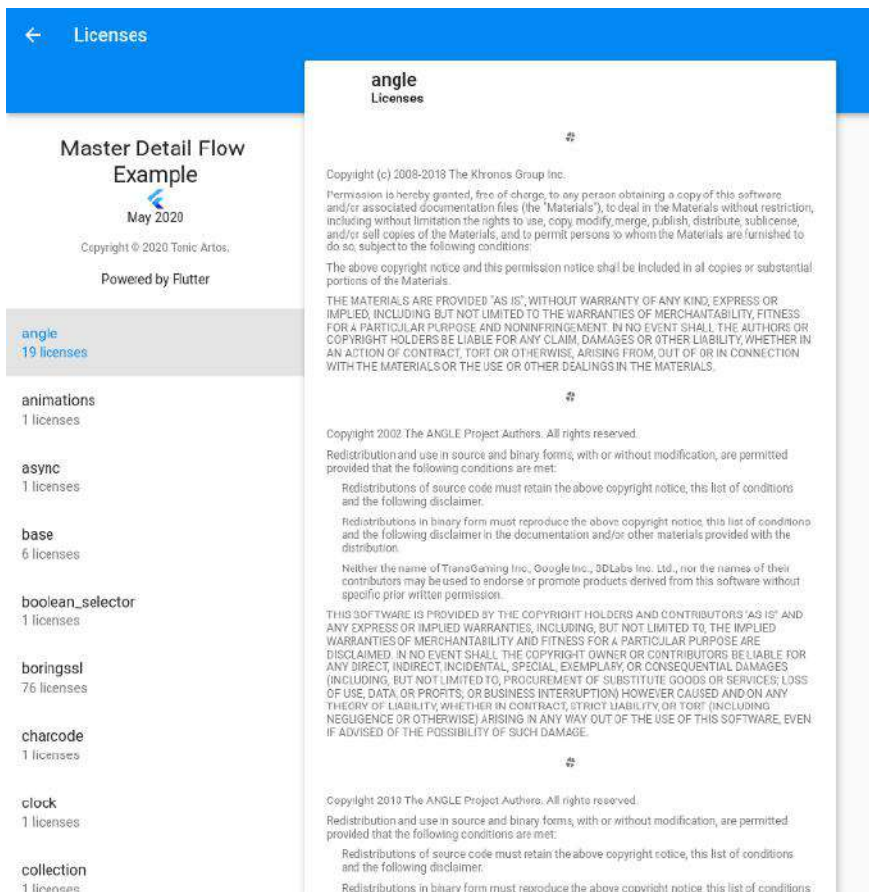 Licenses
Master Detail Flow
Example
May 2020
Copyright © 2020 Tonic Artos.
Powered by Flutter
angle
19 licenses
animations
1 licenses
async
1 licenses
base
6 licenses
boolean_selector
1 licenses
boringssl
76 licenses
charcode
1 licenses
clock
1 licenses
collection
1 licenses
angle
Licenses
Copyright (c) 2008-2018 The Khronos Group Inc.
Permission is hereby granted, free of charge, to any person obtaining a copy of this software
and/or associated documentation files (the "Materials"), to deal in the Materials without restriction,
including without limitation the rights to use, copy, modify, merge, publish, distribute, sublicense,
and/or sell copies of the Materials, and to permit persons to whom the Materials are furnished to
do so, subject to the following conditions:
The above copyright notice and this permission notice shall be included in all copies or substantial
portions of the Materials.
THE MATERIALS ARE PROVIDED "AS IS", WITHOUT WARRANTY OF ANY KIND, EXPRESS OR
IMPLIED, INCLUDING BUT NOT LIMITED TO THE WARRANTIES OF MERCHANTABILITY, FITNESS
FOR A PARTICULAR PURPOSE AND NONINFRINGEMENT. IN NO EVENT SHALL THE AUTHORS OR
COPYRIGHT HOLDERS BE LIABLE FOR ANY CLAIM, DAMAGES OR OTHER LIABILITY, WHETHER IN
AN ACTION OF CONTRACT, TORT OR OTHERWISE, ARISING FROM, OUT OF OR IN CONNECTION
WITH THE MATERIALS OR THE USE OR OTHER DEALINGS IN THE MATERIALS.
Copyright 2002 The ANGLE Project Authors. All rights reserved.
Redistribution and use in source and binary forms, with or without modification, are permitted
provided that the following conditions are met:
Redistributions of source code must retain the above copyright notice, this list of conditions
and the following disclaimer.
Redistributions in binary form must reproduce the above copyright notice, this list of conditions
and the following disclaimer in the documentation and/or other materials provided with the
distribution.
Neither the name of TransGaming Inc., Google Inc., 3DLabs Inc. Ltd., nor the names of their
contributors may be used to endorse or promote products derived from this software without
specific prior written permission.
THIS SOFTWARE IS PROVIDED BY THE COPYRIGHT HOLDERS AND CONTRIBUTORS "AS IS" AND
ANY EXPRESS OR IMPLIED WARRANTIES, INCLUDING, BUT NOT LIMITED TO, THE IMPLIED
WARRANTIES OF MERCHANTABILITY AND FITNESS FOR A PARTICULAR PURPOSE ARE
DISCLAIMED. IN NO EVENT SHALL THE COPYRIGHT OWNER OR CONTRIBUTORS BE LIABLE FOR
ANY DIRECT, INDIRECT, INCIDENTAL, SPECIAL, EXEMPLARY, OR CONSEQUENTIAL DAMAGES
(INCLUDING, BUT NOT LIMITED TO, PROCUREMENT OF SUBSTITUTE GOODS OR SERVICES; LOSS
OF USE, DATA, OR PROFITS; OR BUSINESS INTERRUPTION) HOWEVER CAUSED AND ON ANY
THEORY OF LIABILITY, WHETHER IN CONTRACT, STRICT LIABILITY, OR TORT (INCLUDING
NEGLIGENCE OR OTHERWISE) ARISING IN ANY WAY OUT OF THE USE OF THIS SOFTWARE, EVEN
IF ADVISED OF THE POSSIBILITY OF SUCH DAMAGE.
Copyright 2010 The ANGLE Project Authors. All rights reserved.
Redistribution and use in source and binary forms, with or without modification, are permitted
provided that the following conditions are met:
Redistributions of source code must retain the above copyright notice, this list of conditions
and the following disclaimer.
Redistributions in binary form must reproduce the above copyright notice, this list of conditions